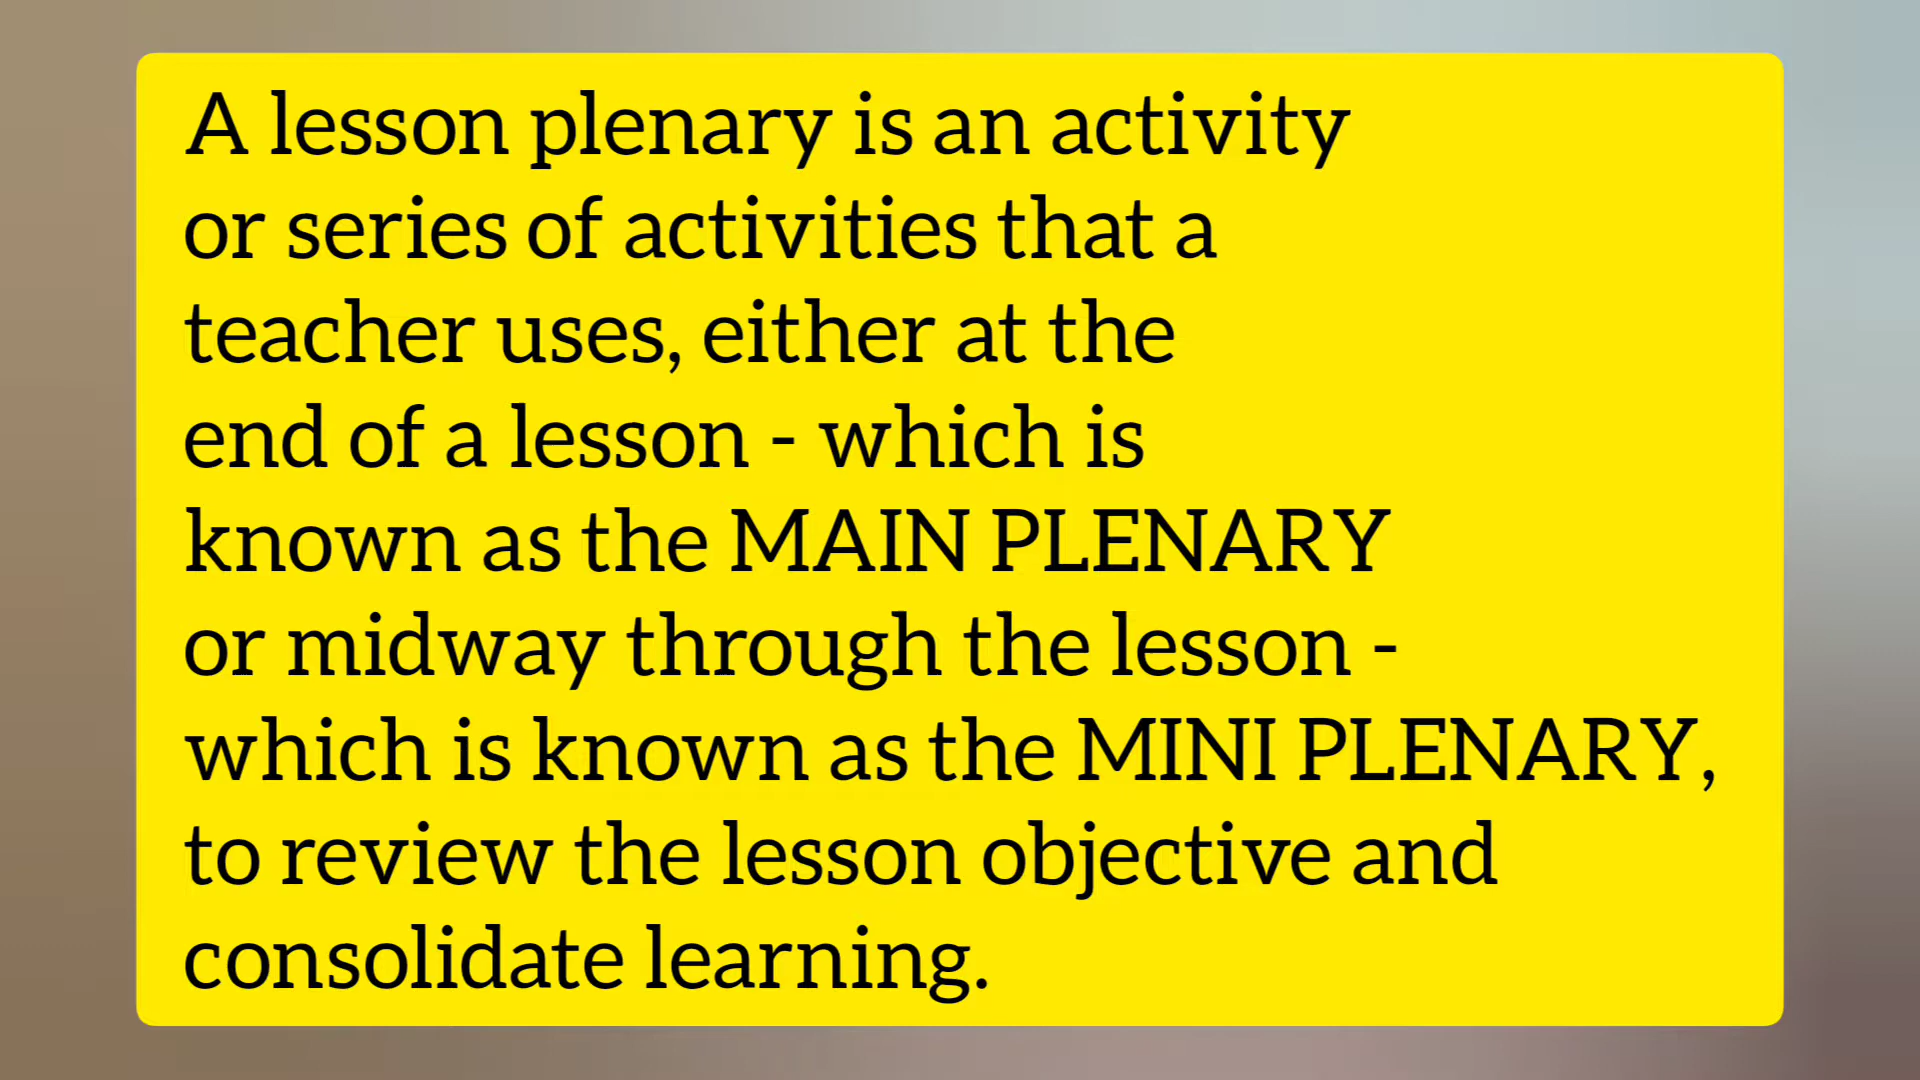 A lesson plenary is an activity
or series of activities that a
teacher uses, either at the
end of a lesson - which is
known as the MAIN PLENARY
or midway through the lesson -
which is known as the MINI PLENARY,
to review the lesson objective and
consolidate learning.